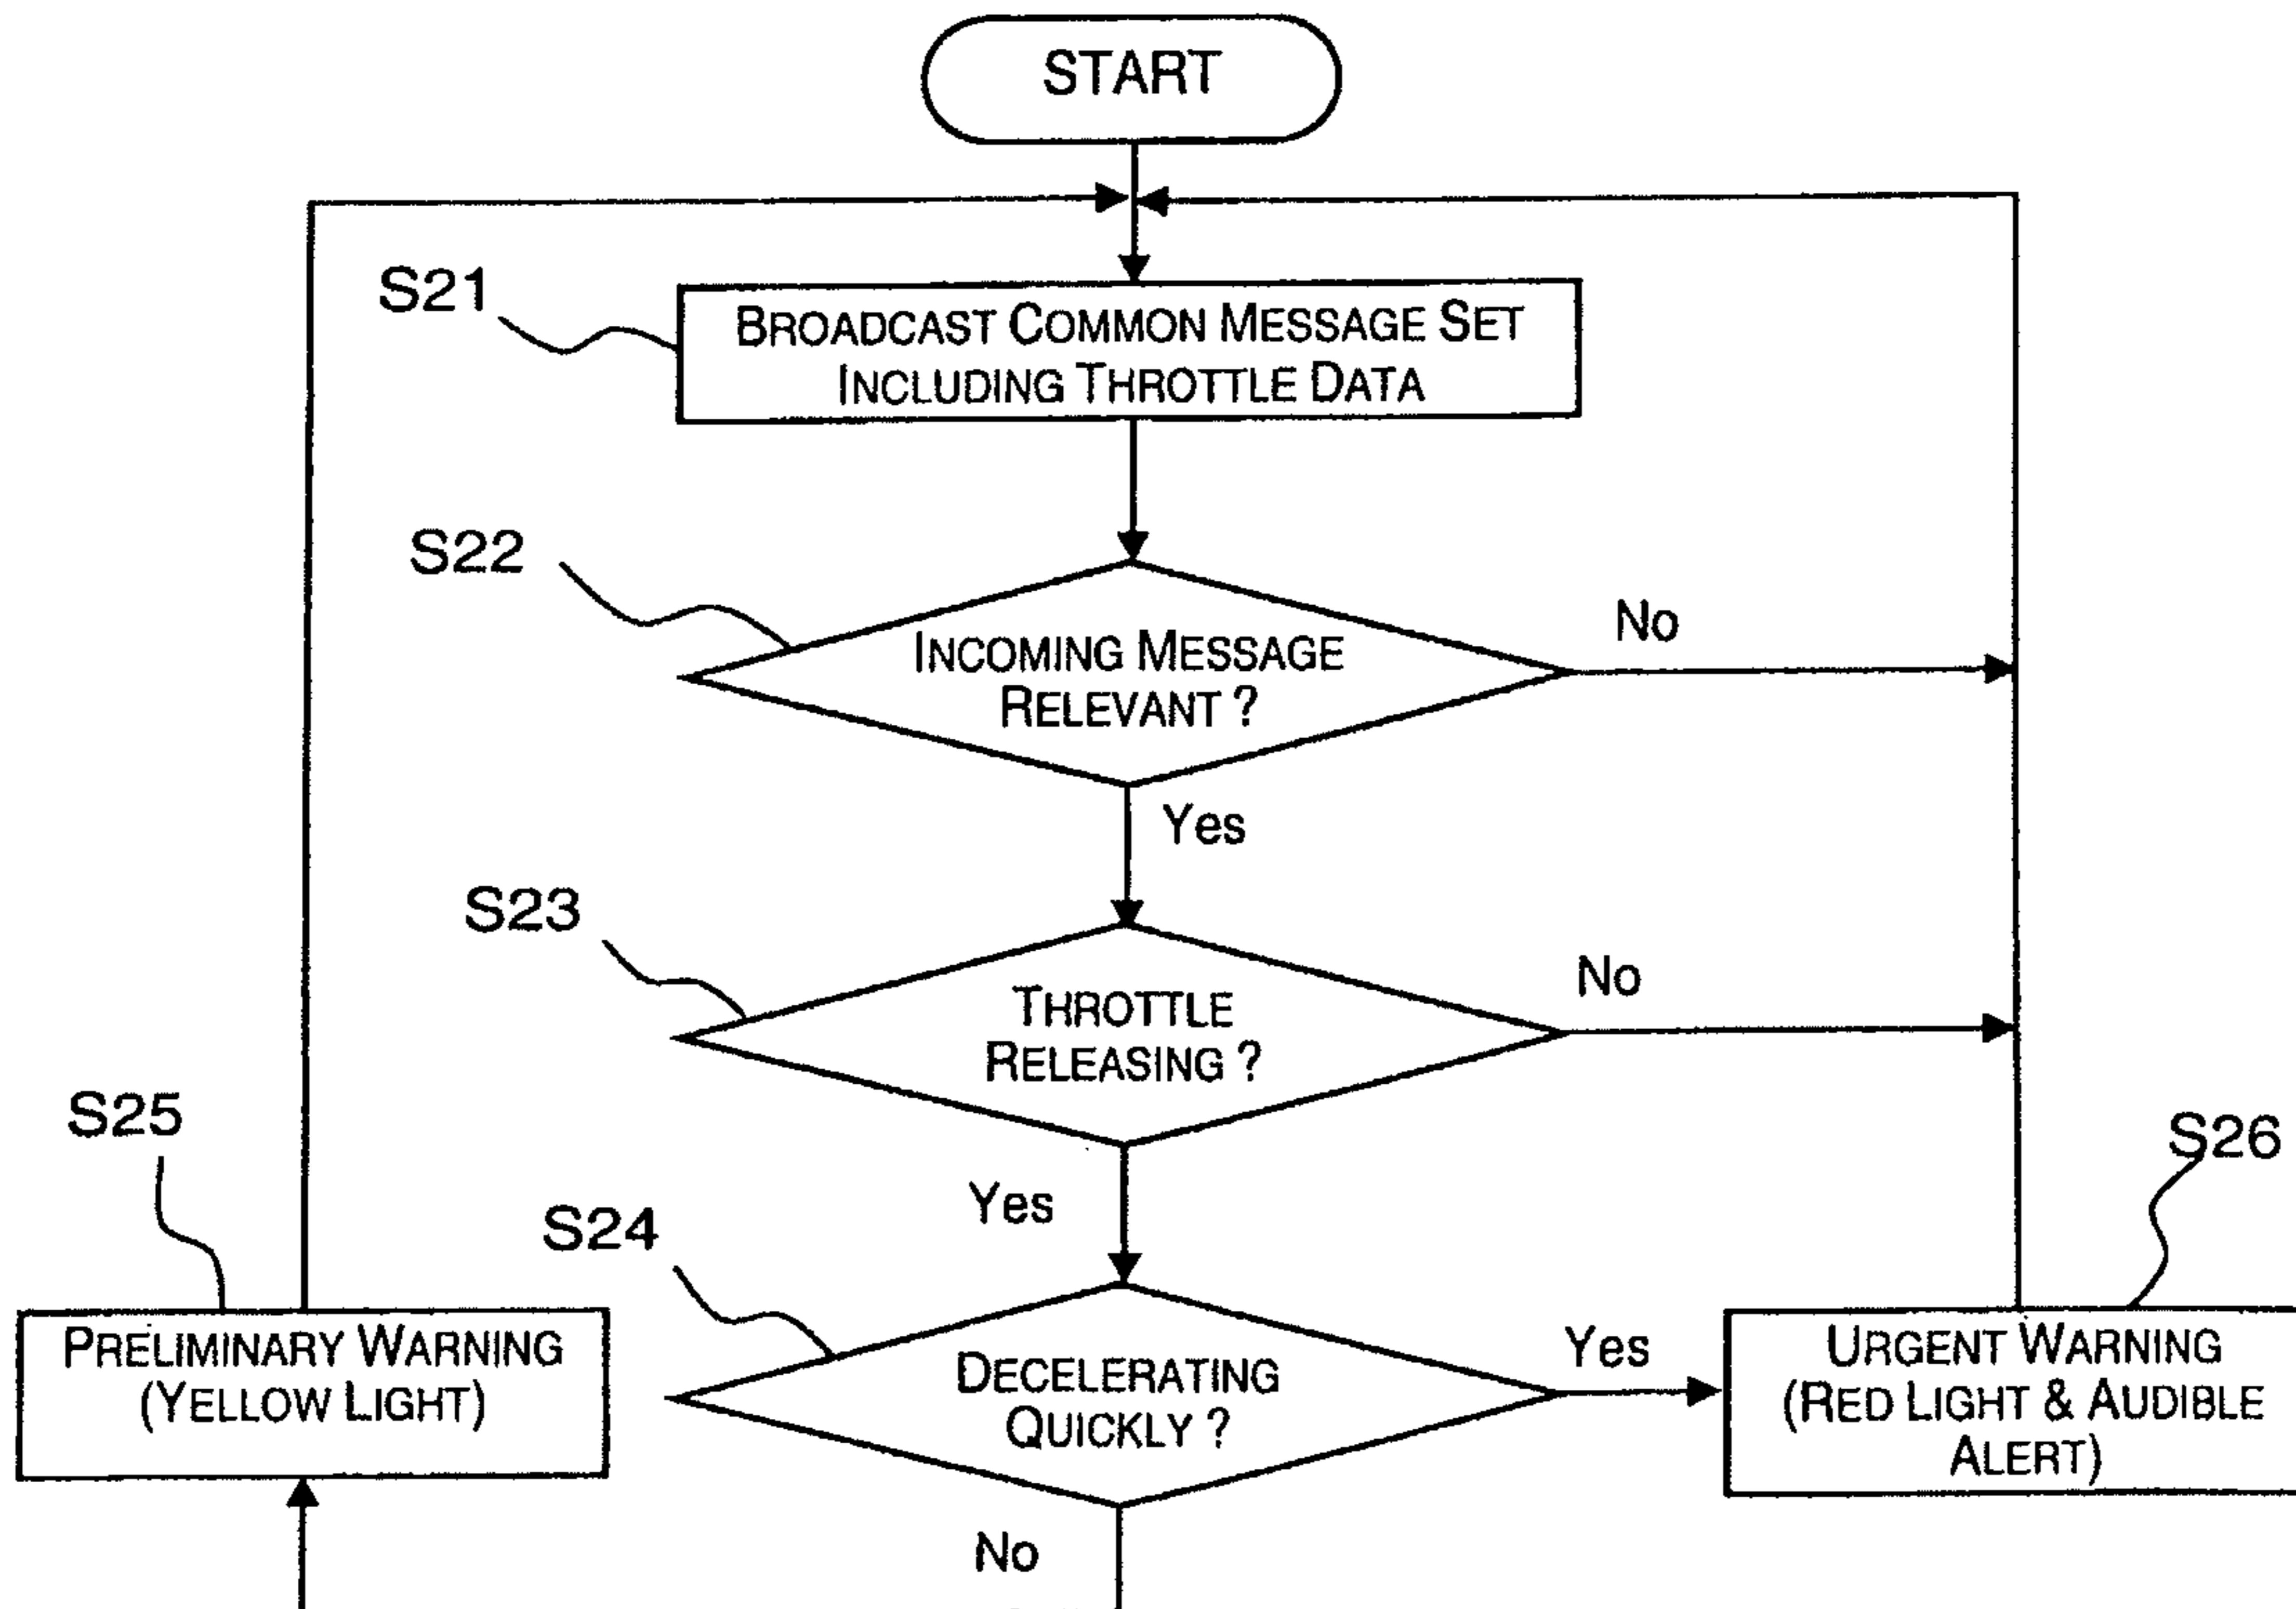 START
S21
BROADCAST COMMON MESSAGE SET
INCLUDING THROTTLE DATA
S22
INCOMING MESSAGE
RELEVANT ?
No
Yes
S23
THROTTLE
RELEASING ?
No
Yes
S24
DECELERATING
QUICKLY ?
Yes
No
S25
PRELIMINARY WARNING
(YELLOW LIGHT)
S26
URGENT WARNING
(RED LIGHT & AUDIBLE
ALERT)